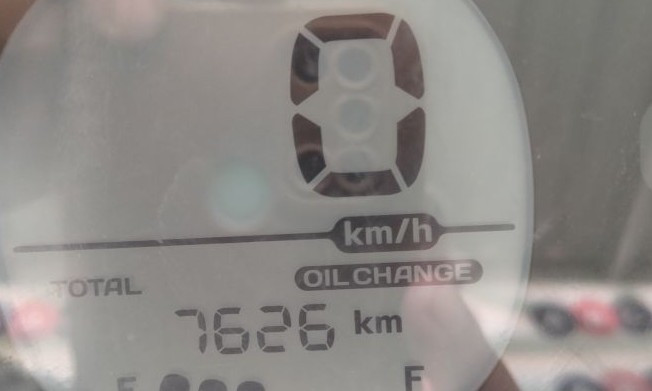 0
km/h
OIL CHANGE
TOTAL
7626 km
E F